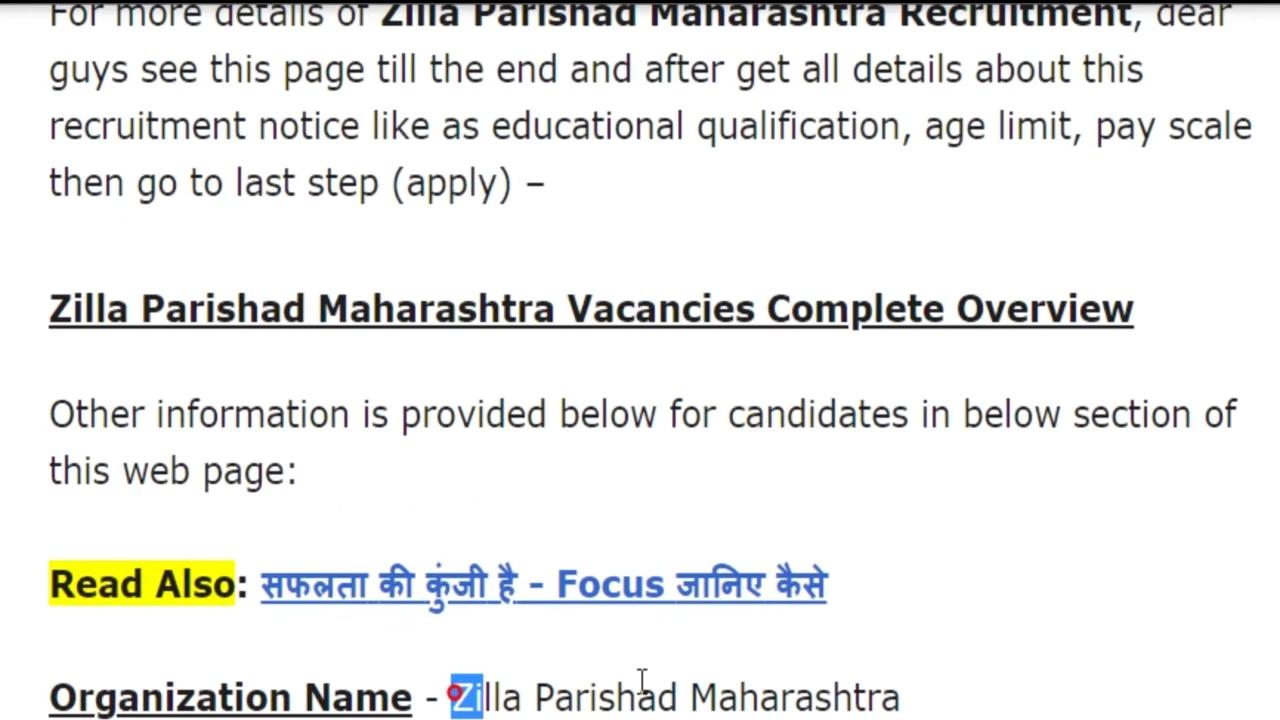 For more details of Zilla Parishad Maharashtra Recruitment, dear
guys see this page till the end and after get all details about this
recruitment notice like as educational qualification, age limit, pay scale
then go to last step (apply) –
Zilla Parishad Maharashtra Vacancies Complete Overview
Other information is provided below for candidates in below section of
this web page:
Read Also: सफलता की कुंजी है – Focus जानिए कैसे
Organization Name - Zilla Parishad Maharashtra